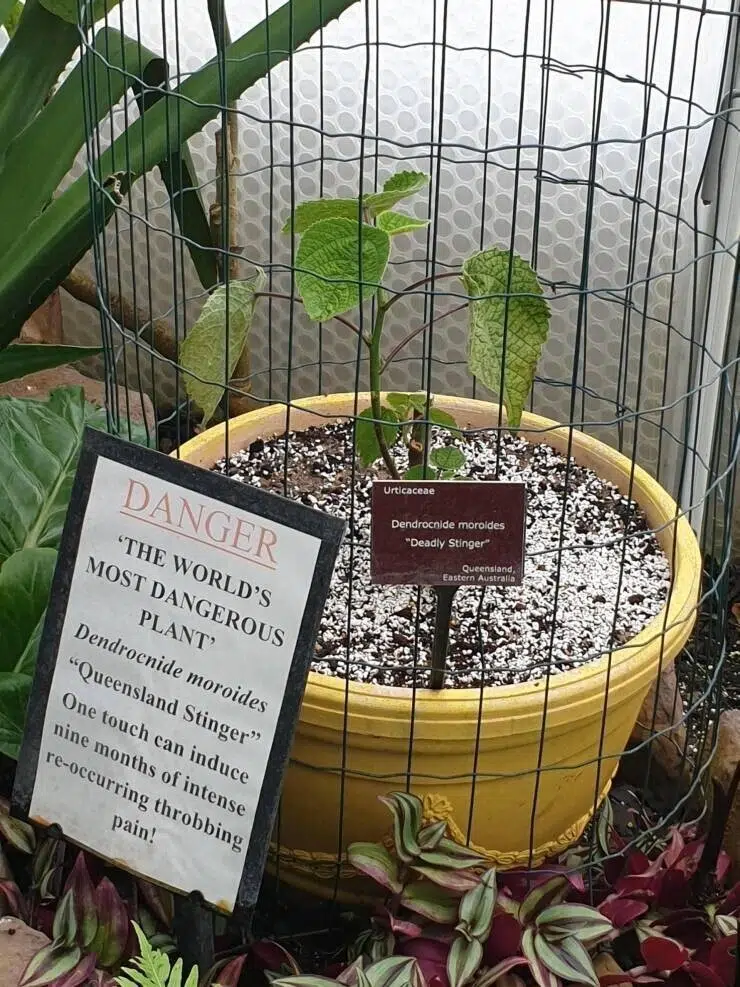 DANGER
‘THE WORLD’S
MOST DANGEROUS
PLANT’
Dendrocnide moroides
“Queensland Stinger”
One touch can induce
nine months of intense
re-occurring throbbing
pain!
Urticaceae
Dendrocnide moroides
"Deadly Stinger"
Queensland,
Eastern Australia